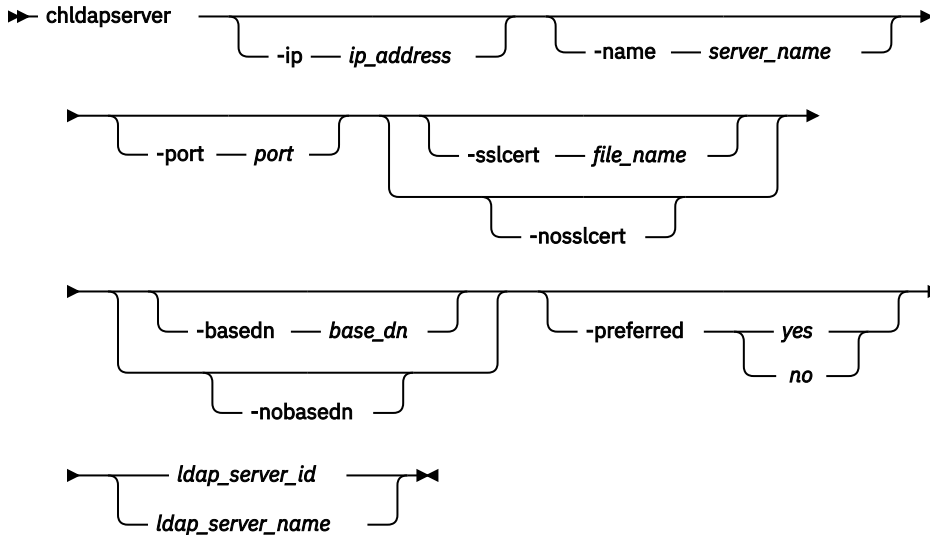 chldapserver
-ip ip_address -name server_name
-port port -sslcert file_name
-nosslcert
-basedn base_dn -preferred yes
no
-nobasedn
ldap_server_id
ldap_server_name